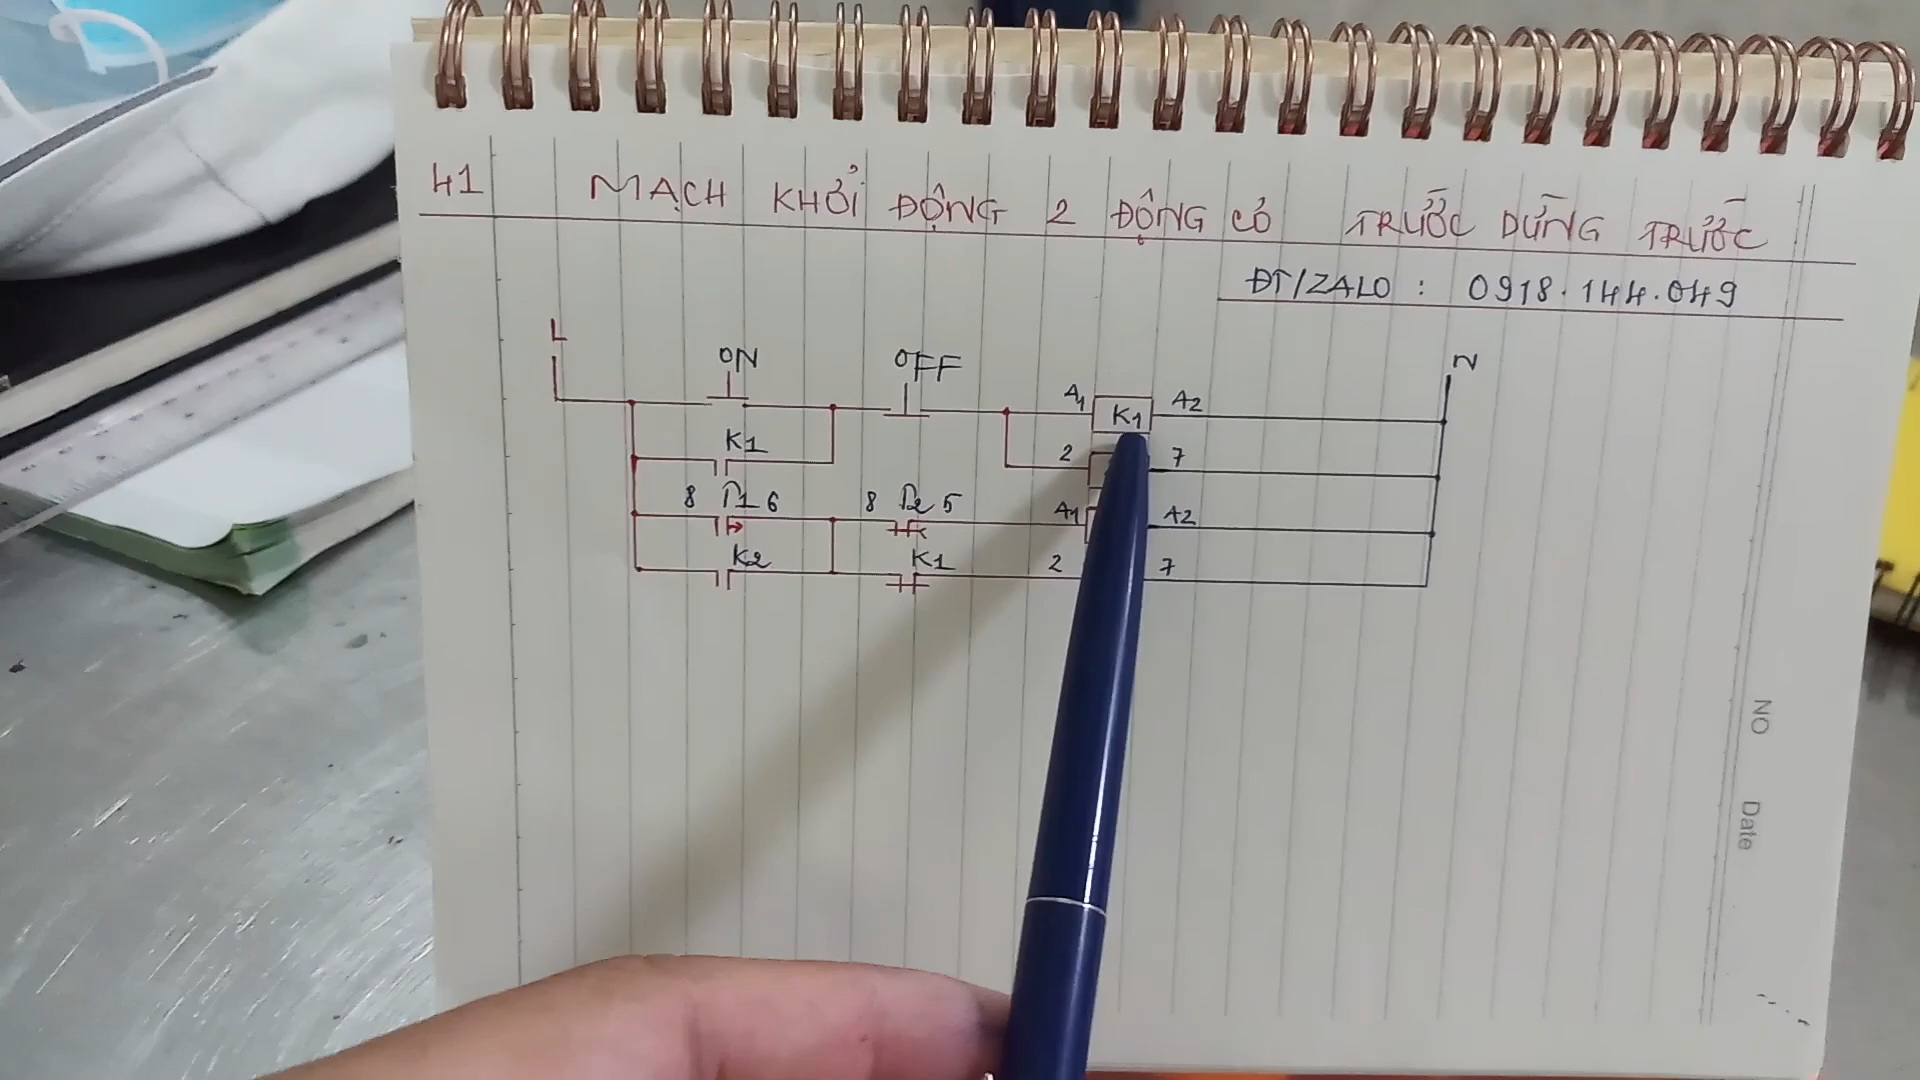 41 MẠCH KHỞI ĐỘNG 2 ĐỘNG CƠ TRƯỚC DỪNG TRƯỚC
ĐT/ZALO : 0918.144.049
L
N
ON
OFF
A1 K1 A2
K1
2 7
8 T1 6 8 T2 5 A1 A2
K2 K1 2 7
NO
Date